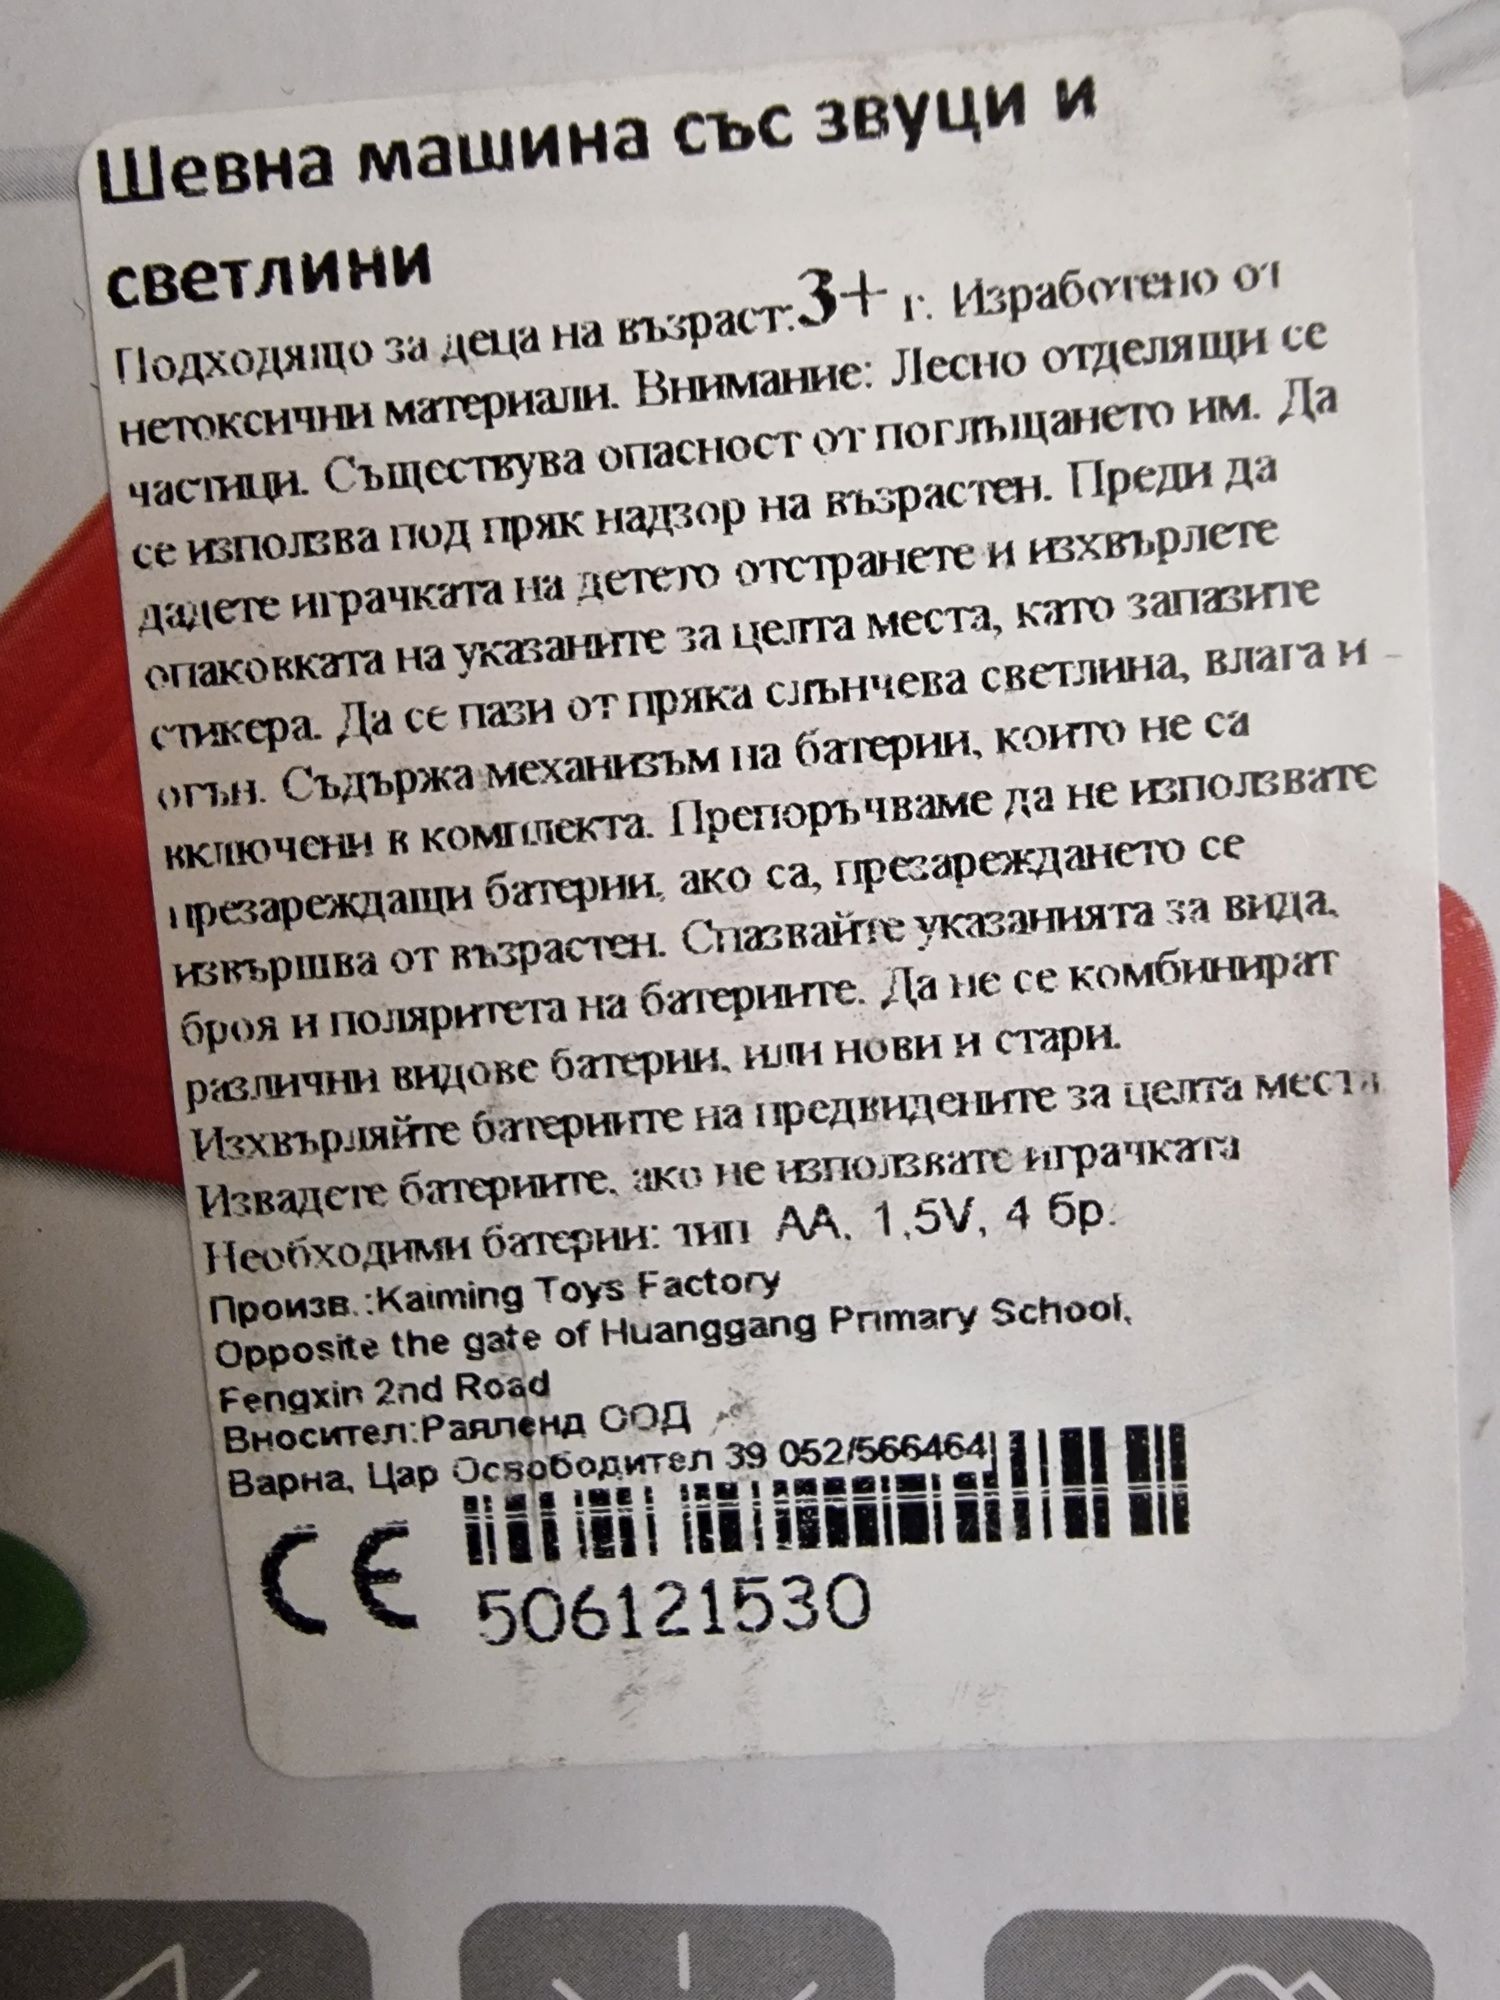 Шевна машина със звуци и
светлини
Подходящо за деца на възраст:3+ г. Изработено от
нетоксични материали. Внимание: Лесно отделящи се
частици. Съществува опасност от поглъщането им. Да
се използва под пряк надзор на възрастен. Преди да
дадете играчката на детето отстранете и изхвърлете
опаковката на указаните за целта места, като запазите
стикера. Да се пази от пряка слънчева светлина, влага и
огън. Съдържа механизъм на батерии, които не са
включени в комплекта. Препоръчваме да не използвате
презареждащи батерии, ако са, презареждането се
извършва от възрастен. Спазвайте указанията за вида,
броя и поляритета на батериите. Да не се комбинират
различни видове батерии, или нови и стари.
Изхвърляйте батериите на предвидените за целта места
Извадете батериите, ако не използвате играчката
Необходими батерии: тип AA, 1,5V, 4 бр.
Произв.:Kaiming Toys Factory
Opposite the gate of Huanggang Primary School,
Fengxin 2nd Road
Вносител:Раяленд ООД
Варна, Цар Освободител 39 052/566464
CE
506121530